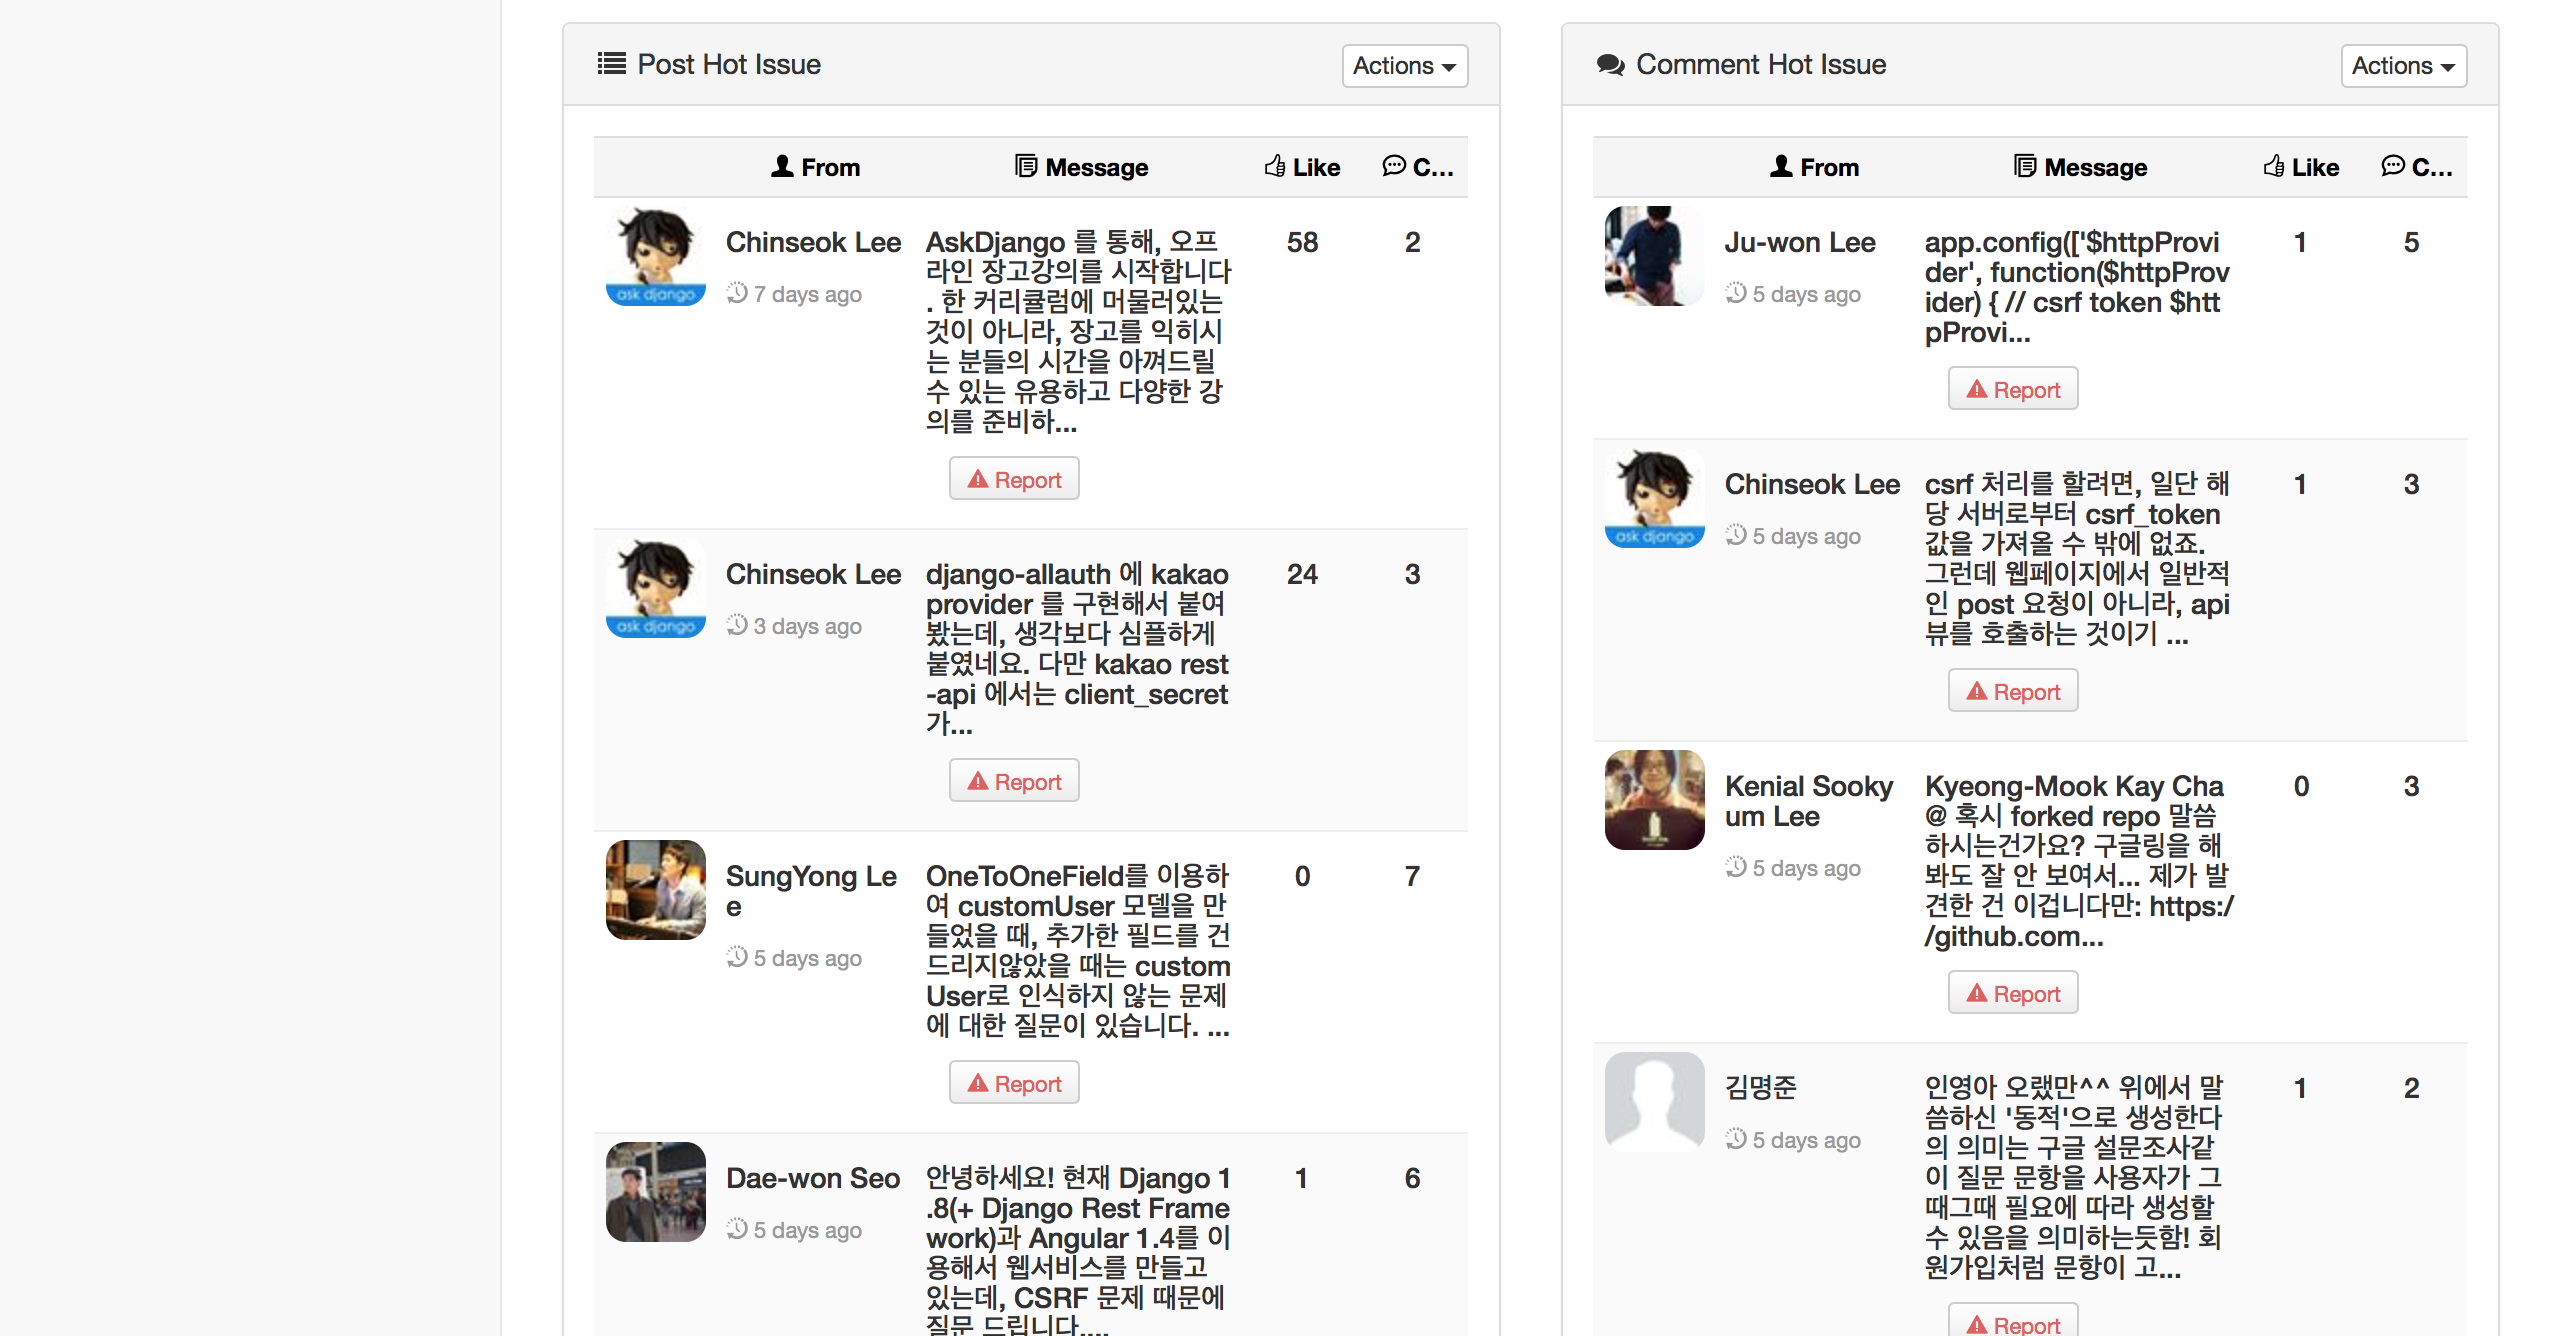 Post Hot Issue
Actions
From Message Like C...
ask django
Chinseok Lee
7 days ago
AskDjango 를 통해, 오프
라인 장고강의를 시작합니다
. 한 커리큘럼에 머물러있는
것이 아니라, 장고를 익히시
는 분들의 시간을 아껴드릴
수 있는 유용하고 다양한 강
의를 준비하...
58
2
Report
ask django
Chinseok Lee
3 days ago
django-allauth 에 kakao
provider 를 구현해서 붙여
봤는데, 생각보다 심플하게
붙였네요. 다만 kakao rest
-api 에서는 client_secret
가...
24
3
Report
SungYong Le
e
5 days ago
OneToOneField를 이용하
여 customUser 모델을 만
들었을 때, 추가한 필드를 건
드리지않았을 때는 custom
User로 인식하지 않는 문제
에 대한 질문이 있습니다. ...
0
7
Report
Dae-won Seo
5 days ago
안녕하세요! 현재 Django 1
.8(+ Django Rest Frame
work)과 Angular 1.4를 이
용해서 웹서비스를 만들고
있는데, CSRF 문제 때문에
질문 드립니다....
1
6
Comment Hot Issue
Actions
From Message Like C...
Ju-won Lee
5 days ago
app.config(['$httpProvi
der', function($httpProv
ider) { // csrf token $htt
pProvi...
1
5
Report
ask django
Chinseok Lee
5 days ago
csrf 처리를 할려면, 일단 해
당 서버로부터 csrf_token
값을 가져올 수 밖에 없죠.
그런데 웹페이지에서 일반적
인 post 요청이 아니라, api
뷰를 호출하는 것이기 ...
1
3
Report
Kenial Sooky
um Lee
5 days ago
Kyeong-Mook Kay Cha
@ 혹시 forked repo 말씀
하시는건가요? 구글링을 해
봐도 잘 안 보여서... 제가 발
견한 건 이겁니다만: https:/
/github.com...
0
3
Report
김명준
5 days ago
인영아 오랬만^^ 위에서 말
씀하신 '동적'으로 생성한다
의 의미는 구글 설문조사같
이 질문 문항을 사용자가 그
때그때 필요에 따라 생성할
수 있음을 의미하는듯함! 회
원가입처럼 문항이 고...
1
2
Report